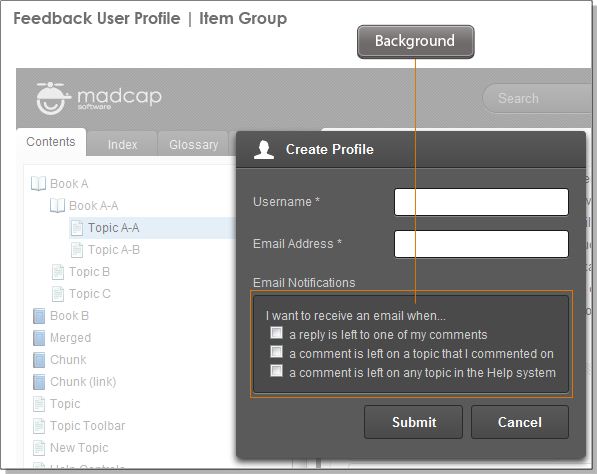 Feedback User Profile | Item Group
Background
madcap
software
Search
Contents
Index
Glossary
Create Profile
Book A
Book A-A
Topic A-A
Topic A-B
Topic B
Topic C
Book B
Merged
Chunk
Chunk (link)
Topic
Topic Toolbar
New Topic
Help Controls
Username *
Email Address *
Email Notifications
I want to receive an email when...
a reply is left to one of my comments
a comment is left on a topic that I commented on
a comment is left on any topic in the Help system
Submit
Cancel